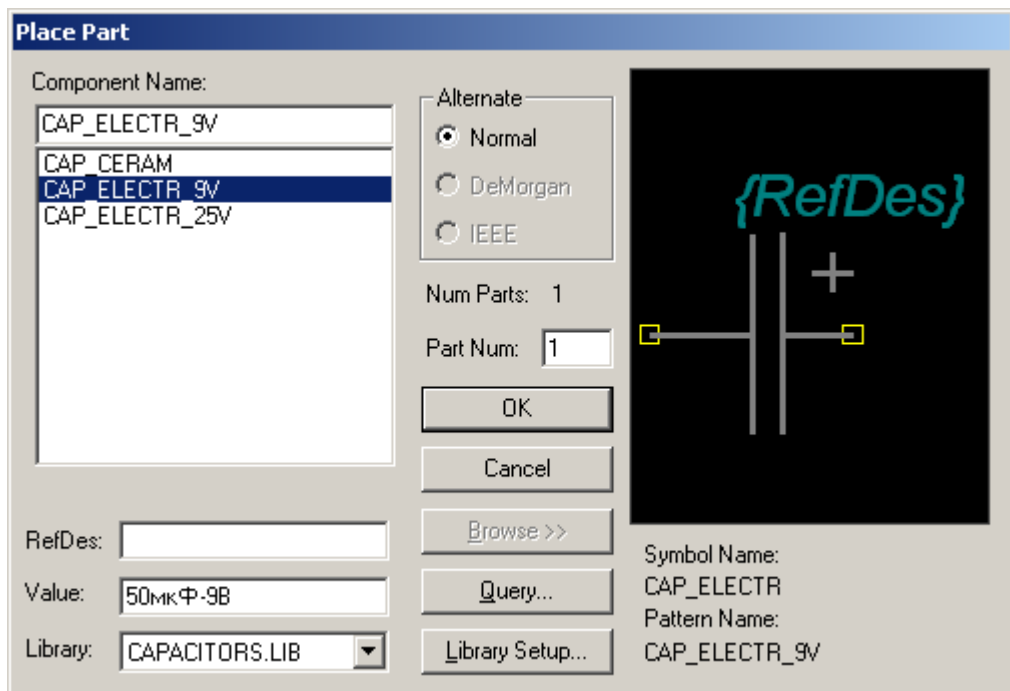 Place Part
Component Name:
CAP_ELECTR_9V
CAP_CERAM
CAP_ELECTR_9V
CAP_ELECTR_25V
RefDes:
Value: 50мкФ-9В
Library: CAPACITORS.LIB
Alternate
Normal
DeMorgan
IEEE
Num Parts: 1
Part Num: 1
OK
Cancel
Browse >>
Query...
Library Setup...
{RefDes}
Symbol Name:
CAP_ELECTR
Pattern Name:
CAP_ELECTR_9V